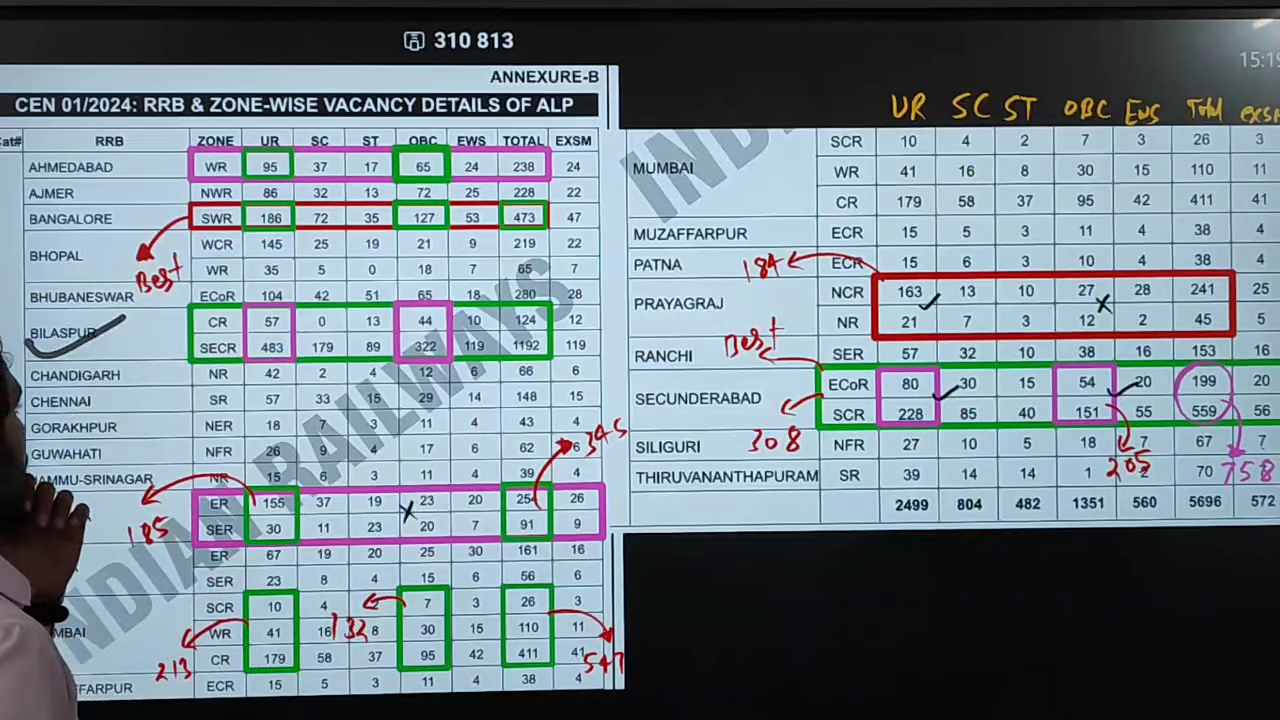 310 813
15:19
ANNEXURE-B
CEN 01/2024: RRB & ZONE-WISE VACANCY DETAILS OF ALP
Cat# RRB ZONE UR SC ST OBC EWS TOTAL EXSM
AHMEDABAD WR 95 37 17 65 24 238 24
AJMER NWR 86 32 13 72 25 228 22
BANGALORE SWR 186 72 35 127 53 473 47
BHOPAL WCR 145 25 19 21 9 219 22
WR 35 5 0 18 7 65 7
Best
BHUBANESWAR ECoR 104 42 51 65 18 280 28
BILASPUR CR 57 0 13 44 10 124 12
SECR 483 179 89 322 119 1192 119
CHANDIGARH NR 42 2 4 12 6 66 6
CHENNAI SR 57 33 15 29 14 148 15
GORAKHPUR NER 18 7 3 11 4 43 4
GUWAHATI NFR 26 9 4 17 6 62 6
345
JAMMU-SRINAGAR NR 15 6 3 11 4 39 4
ER 155 37 19 23 20 254 26
185
SER 30 11 23 20 7 91 9
ER 67 19 20 25 30 161 16
SER 23 8 4 15 6 56 6
SCR 10 4 7 3 26 3
MBAI WR 41 16 8 30 15 110 11
132
213
CR 179 58 37 95 42 411 41
547
FFARPUR ECR 15 5 3 11 4 38 4
INDIAN RAILWAYS
UR SC ST OBC EWS Total EXSM
MUMBAI SCR 10 4 2 7 3 26 3
WR 41 16 8 30 15 110 11
CR 179 58 37 95 42 411 41
MUZAFFARPUR ECR 15 5 3 11 4 38 4
PATNA ECR 15 6 3 10 4 38 4
184
PRAYAGRAJ NCR 163 13 10 27 28 241 25
NR 21 7 3 12 2 45 5
Best
RANCHI SER 57 32 10 38 16 153 16
SECUNDERABAD ECoR 80 30 15 54 20 199 20
SCR 228 85 40 151 55 559 56
308
SILIGURI NFR 27 10 5 18 7 67 7
205
758
THIRUVANANTHAPURAM SR 39 14 14 1 2 70
2499 804 482 1351 560 5696 572
INDI